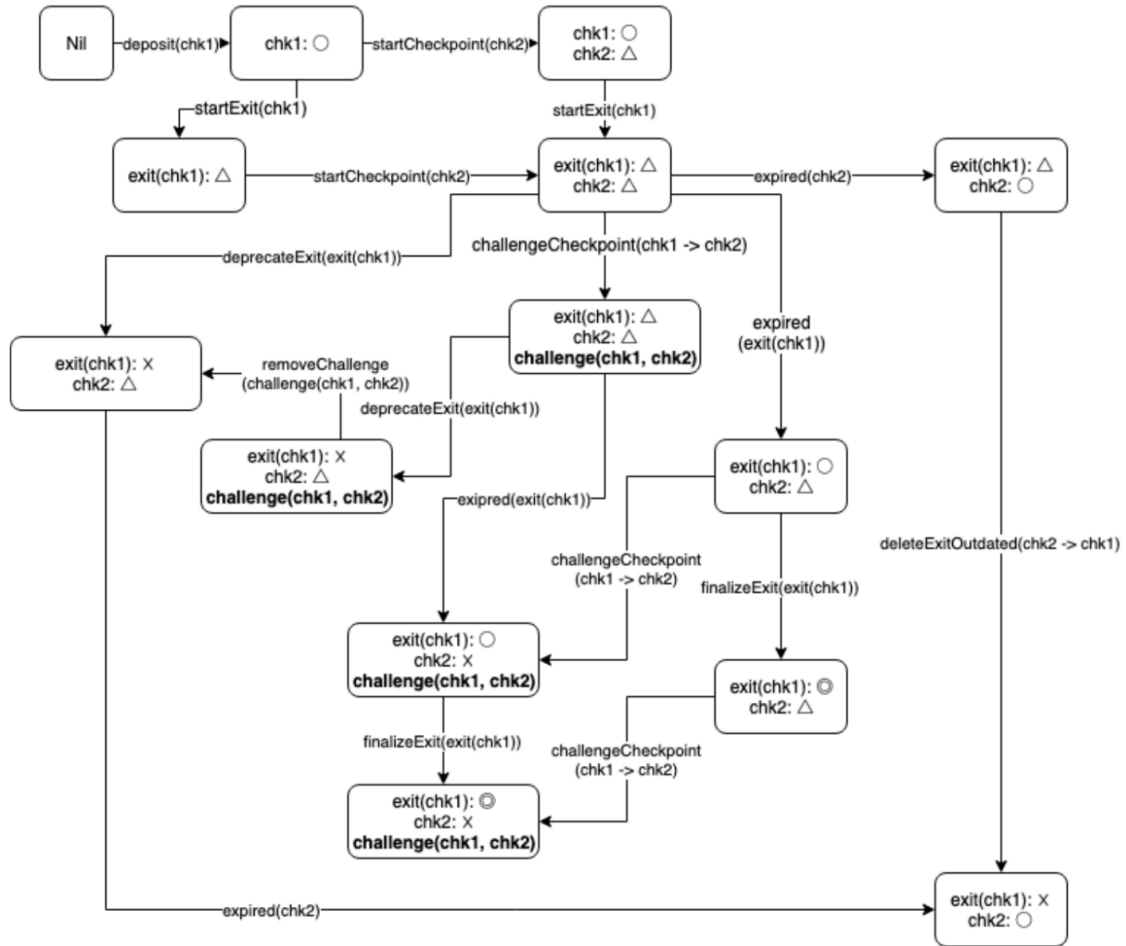 Nil
deposit(chk1)
chk1: ○
startCheckpoint(chk2)
chk1: ○
chk2: △
startExit(chk1)
startExit(chk1)
exit(chk1): △
startCheckpoint(chk2)
exit(chk1): △
chk2: △
expired(chk2)
exit(chk1): △
chk2: ○
deprecateExit(exit(chk1))
challengeCheckpoint(chk1 -> chk2)
expired
(exit(chk1))
exit(chk1): △
chk2: △
challenge(chk1, chk2)
exit(chk1): X
chk2: △
removeChallenge
(challenge(chk1, chk2))
deprecateExit(exit(chk1))
exit(chk1): X
chk2: △
challenge(chk1, chk2)
exipred(exit(chk1))
exit(chk1): ○
chk2: △
deleteExitOutdated(chk2 -> chk1)
challengeCheckpoint
(chk1 -> chk2)
finalizeExit(exit(chk1))
exit(chk1): ○
chk2: X
challenge(chk1, chk2)
exit(chk1): ◎
chk2: △
finalizeExit(exit(chk1))
challengeCheckpoint
(chk1 -> chk2)
exit(chk1): ◎
chk2: X
challenge(chk1, chk2)
expired(chk2)
exit(chk1): X
chk2: ○